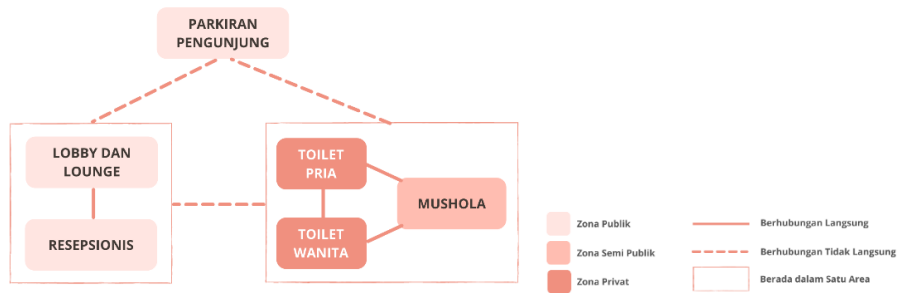 PARKIRAN
PENGUNJUNG
LOBBY DAN
LOUNGE
RESEPSIONIS
TOILET
PRIA
TOILET
WANITA
MUSHOLA
Zona Publik
Zona Semi Publik
Zona Privat
Berhubungan Langsung
Berhubungan Tidak Langsung
Berada dalam Satu Area